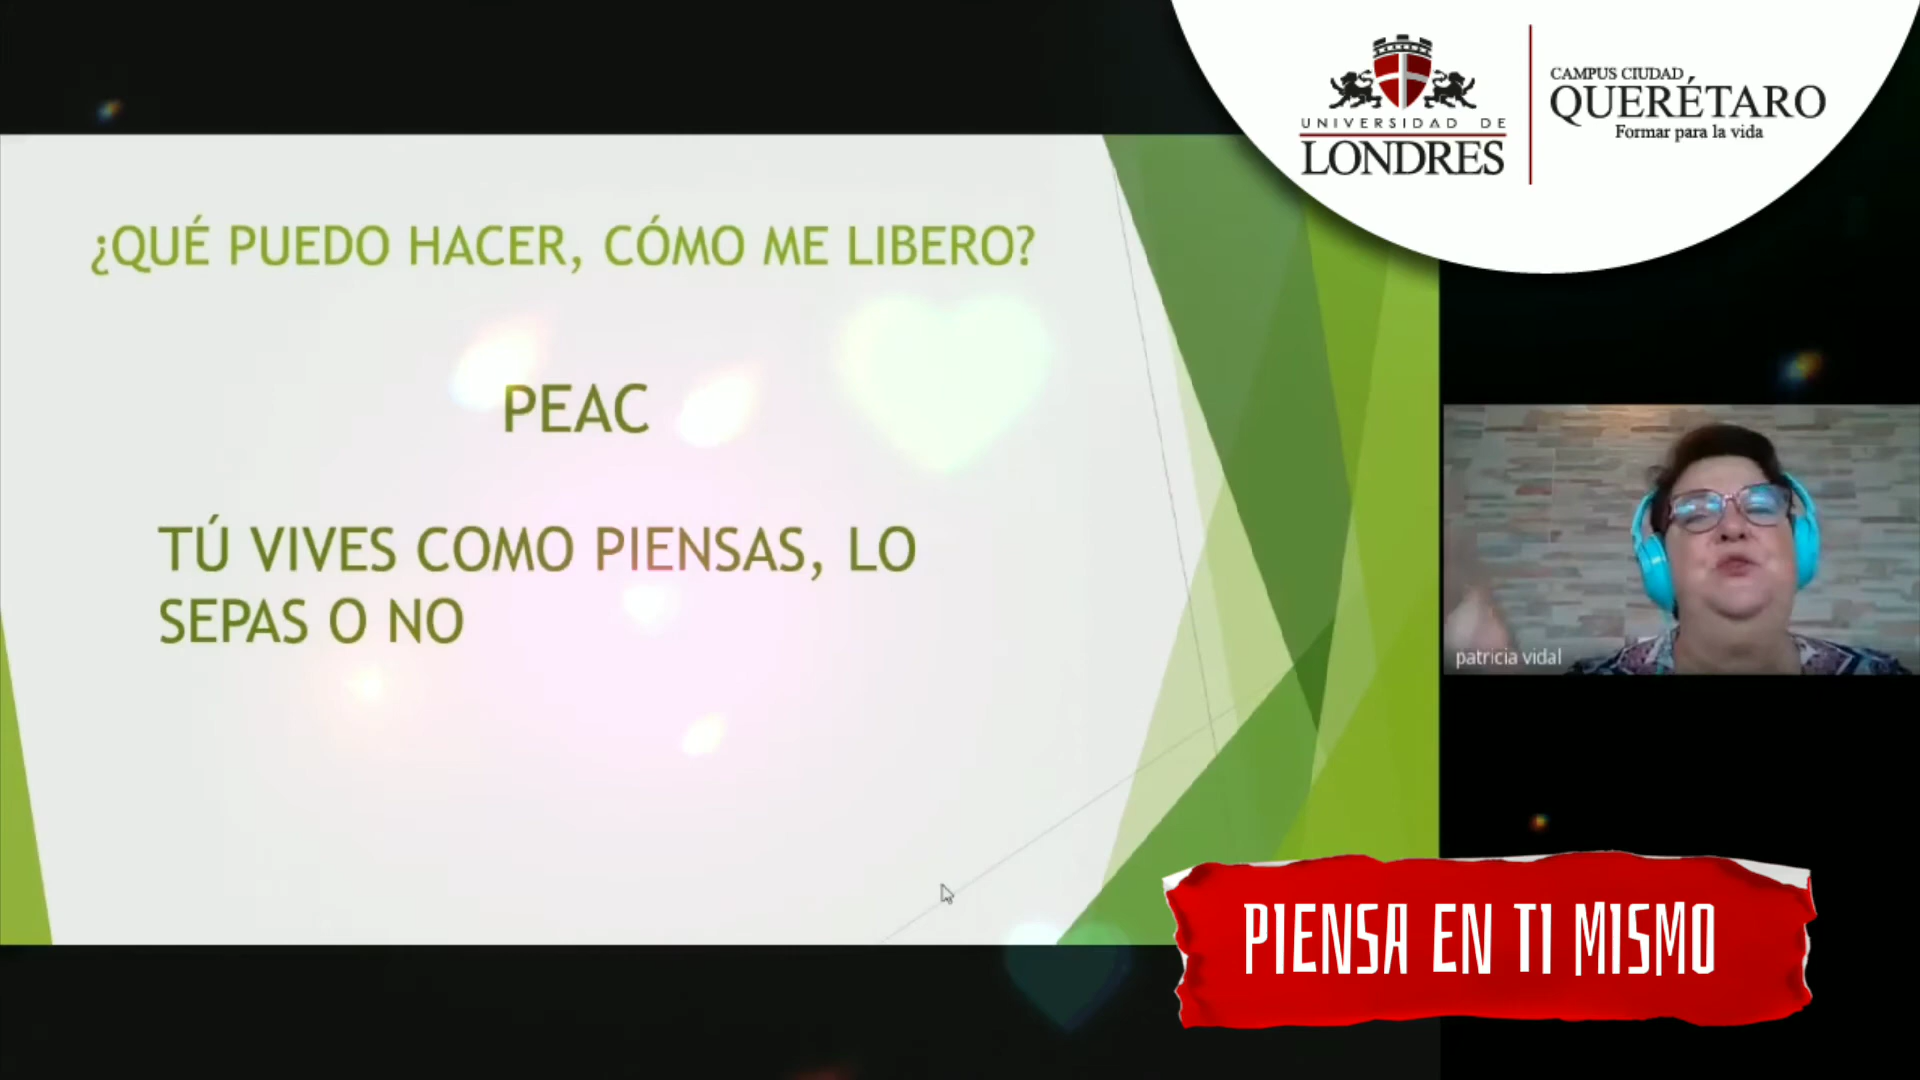 UNIVERSIDAD DE
LONDRES
CAMPUS CIUDAD
QUERÉTARO
Formar para la vida
¿QUÉ PUEDO HACER, CÓMO ME LIBERO?
PEAC
TÚ VIVES COMO PIENSAS, LO
SEPAS O NO
patricia vidal
PIENSA EN TI MISMO